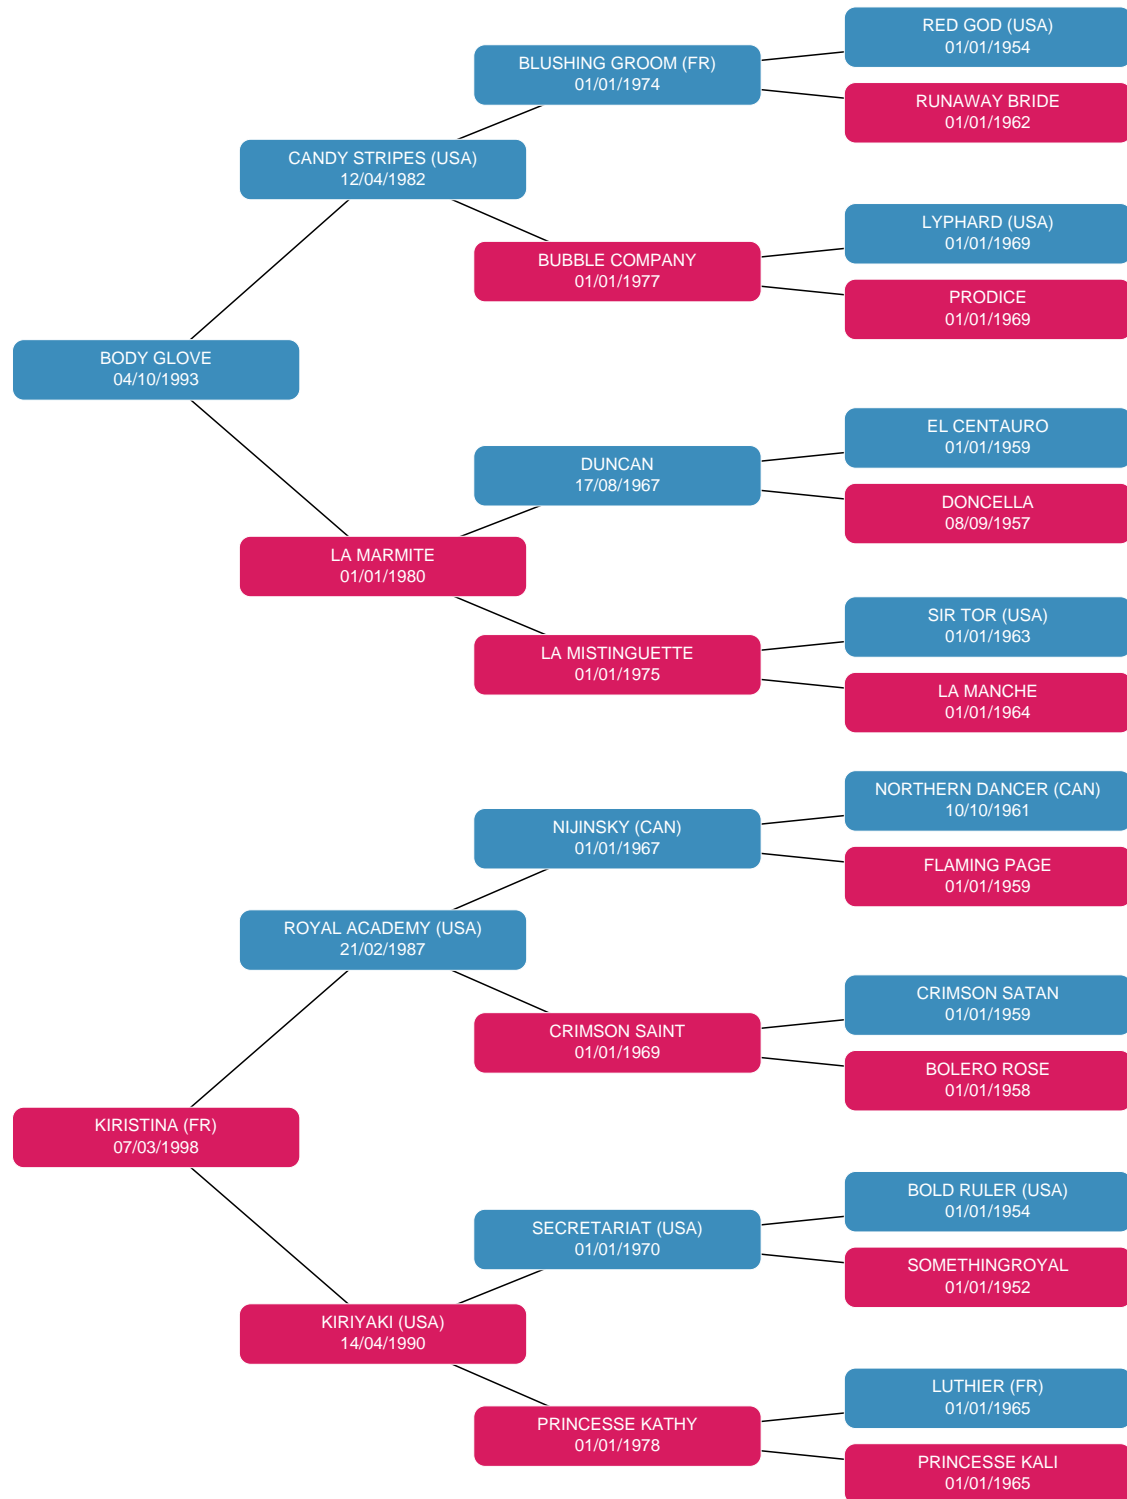 RED GOD (USA)
01/01/1954
BLUSHING GROOM (FR)
01/01/1974
RUNAWAY BRIDE
01/01/1962
CANDY STRIPES (USA)
12/04/1982
LYPHARD (USA)
01/01/1969
BUBBLE COMPANY
01/01/1977
PRODICE
01/01/1969
BODY GLOVE
04/10/1993
EL CENTAURO
01/01/1959
DUNCAN
17/08/1967
DONCELLA
08/09/1957
LA MARMITE
01/01/1980
SIR TOR (USA)
01/01/1963
LA MISTINGUETTE
01/01/1975
LA MANCHE
01/01/1964
NORTHERN DANCER (CAN)
10/10/1961
NIJINSKY (CAN)
01/01/1967
FLAMING PAGE
01/01/1959
ROYAL ACADEMY (USA)
21/02/1987
CRIMSON SATAN
01/01/1959
CRIMSON SAINT
01/01/1969
BOLERO ROSE
01/01/1958
KIRISTINA (FR)
07/03/1998
BOLD RULER (USA)
01/01/1954
SECRETARIAT (USA)
01/01/1970
SOMETHINGROYAL
01/01/1952
KIRIYAKI (USA)
14/04/1990
LUTHIER (FR)
01/01/1965
PRINCESSE KATHY
01/01/1978
PRINCESSE KALI
01/01/1965